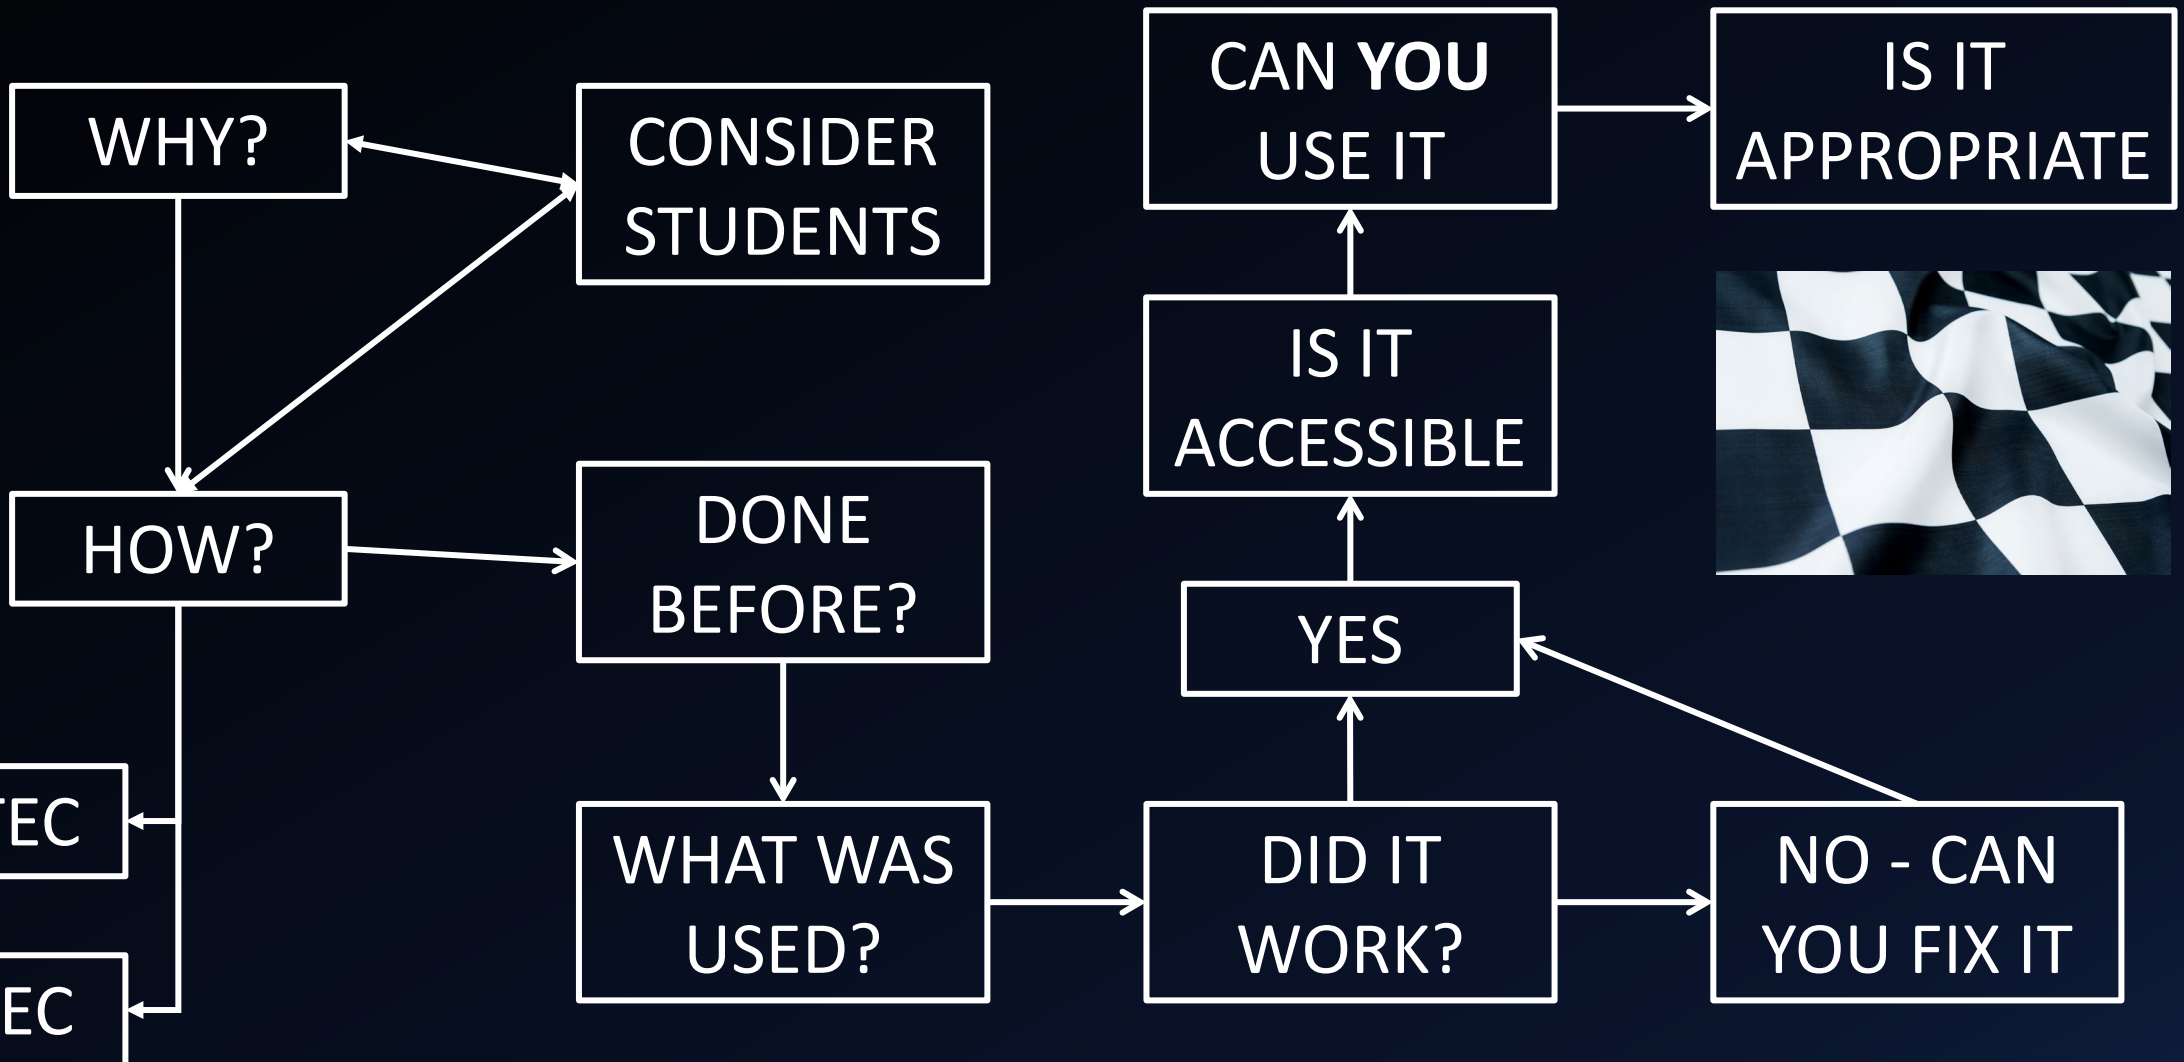 WHY?
CONSIDER
STUDENTS
HOW?
DONE
BEFORE?
WHAT WAS
USED?
DID IT
WORK?
NO - CAN
YOU FIX IT
YES
IS IT
ACCESSIBLE
CAN YOU
USE IT
IS IT
APPROPRIATE